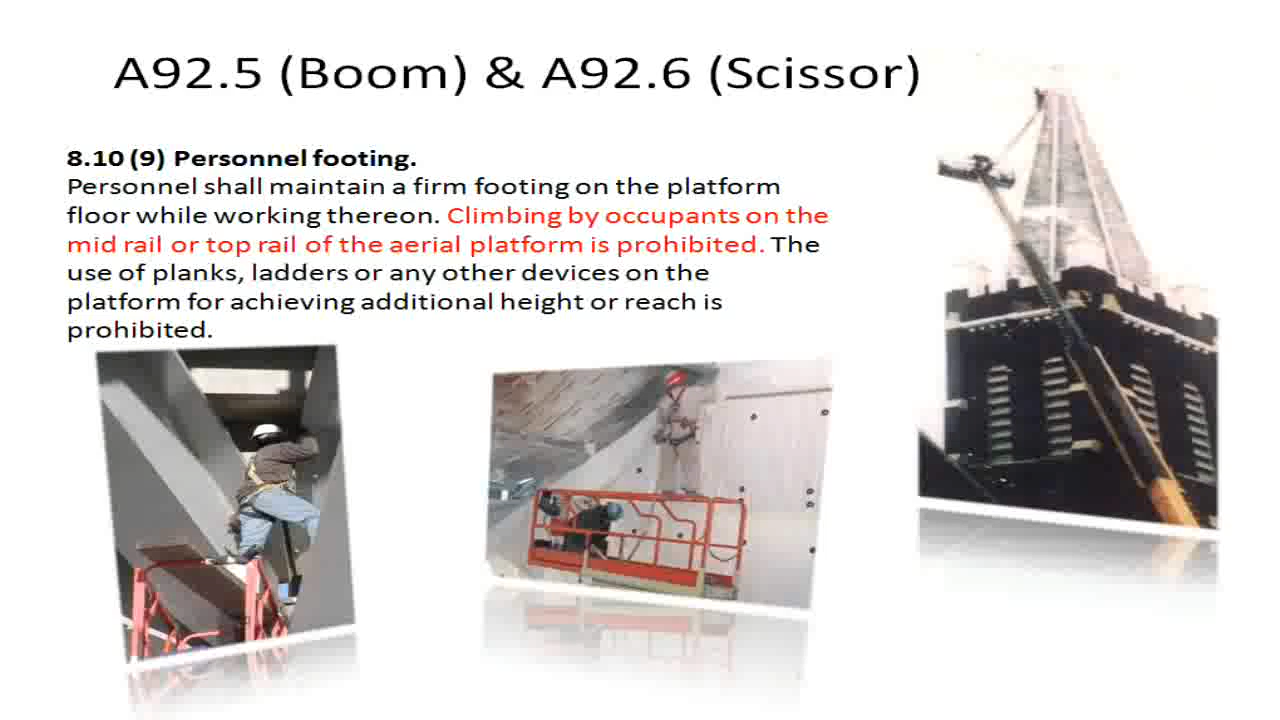 A92.5 (Boom) & A92.6 (Scissor)
8.10 (9) Personnel footing.
Personnel shall maintain a firm footing on the platform
floor while working thereon. Climbing by occupants on the
mid rail or top rail of the aerial platform is prohibited. The
use of planks, ladders or any other devices on the
platform for achieving additional height or reach is
prohibited.